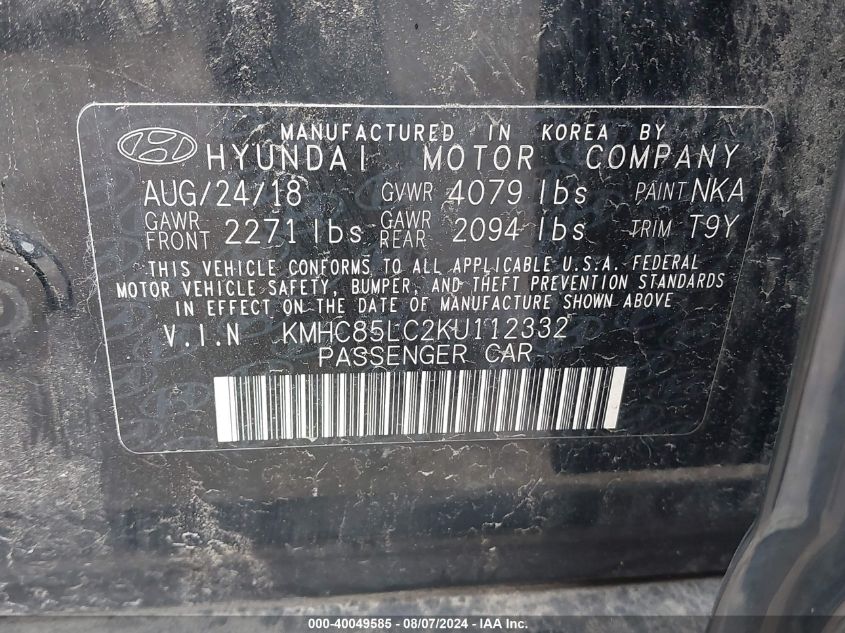 MANUFACTURED IN KOREA BY
HYUNDAI MOTOR COMPANY
AUG/24/18 GVWR 4079 lbs PAINT NKA
GAWR FRONT 2271 lbs GAWR REAR 2094 lbs TRIM T9Y
THIS VEHICLE CONFORMS TO ALL APPLICABLE U.S.A. FEDERAL
MOTOR VEHICLE SAFETY, BUMPER, AND THEFT PREVENTION STANDARDS
IN EFFECT ON THE DATE OF MANUFACTURE SHOWN ABOVE
V.I.N KMHC85LC2KU112332
PASSENGER CAR
000-40049585 - 08/07/2024 - IAA Inc.